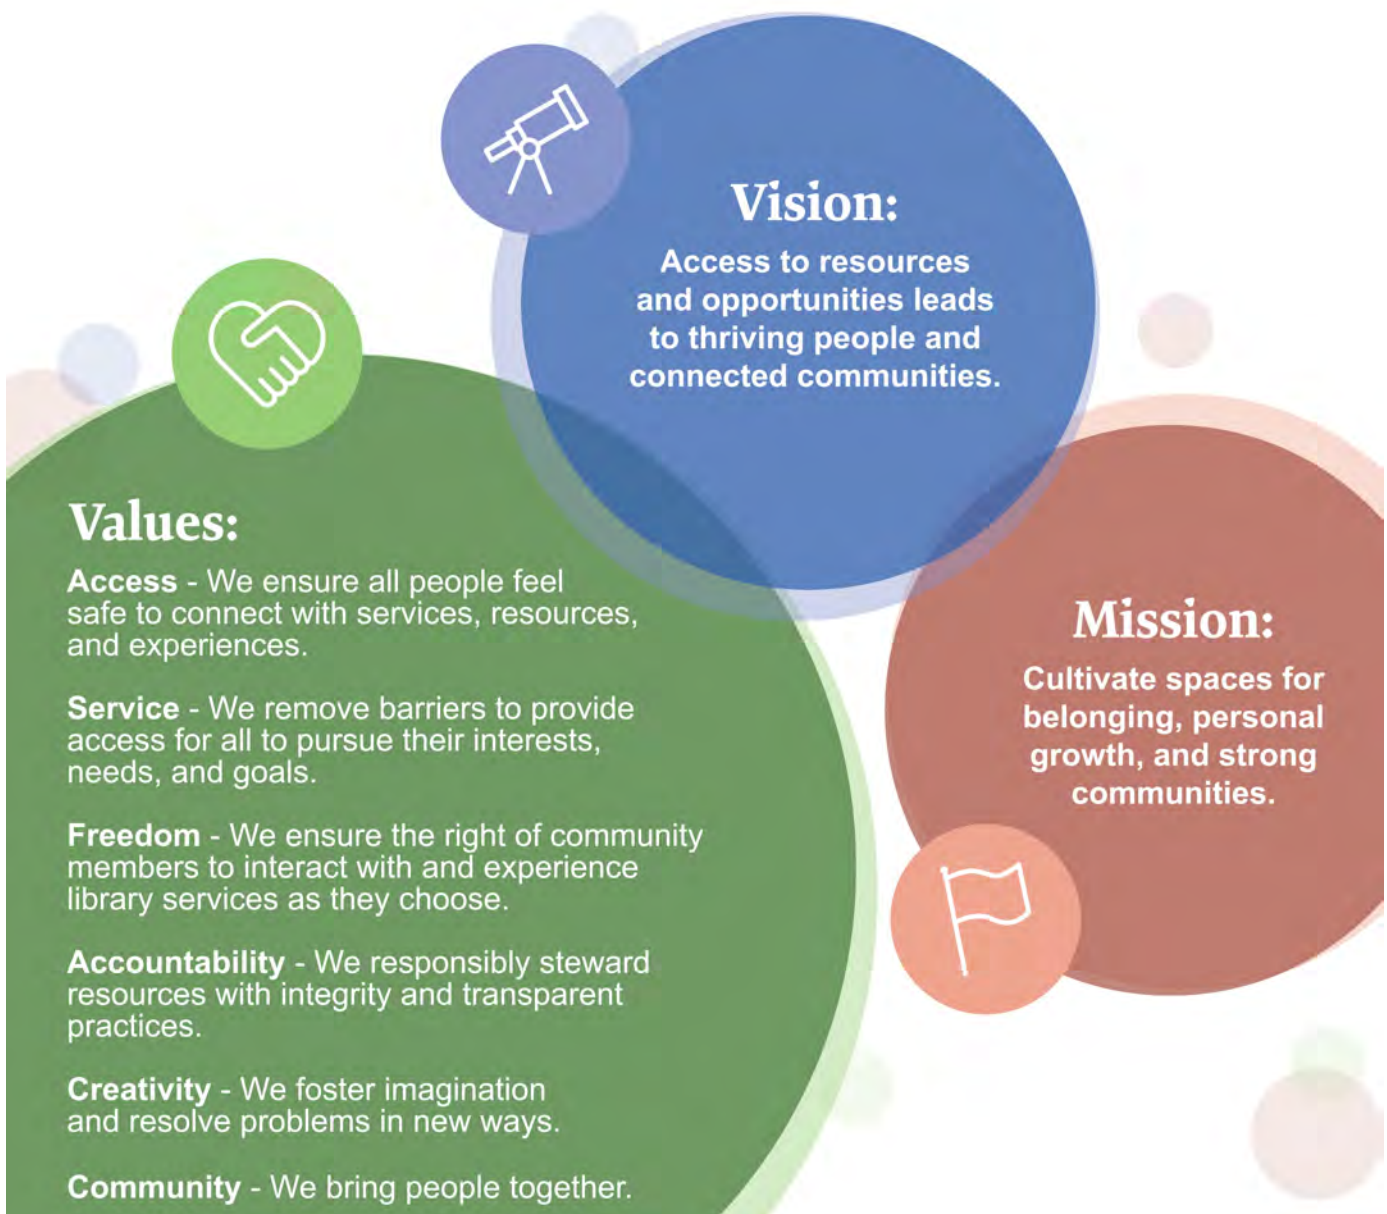 Vision:
Access to resources
and opportunities leads
to thriving people and
connected communities.
Values:
Access - We ensure all people feel
safe to connect with services, resources,
and experiences.
Service - We remove barriers to provide
access for all to pursue their interests,
needs, and goals.
Freedom - We ensure the right of community
members to interact with and experience
library services as they choose.
Accountability - We responsibly steward
resources with integrity and transparent
practices.
Creativity - We foster imagination
and resolve problems in new ways.
Community - We bring people together.
Mission:
Cultivate spaces for
belonging, personal
growth, and strong
communities.